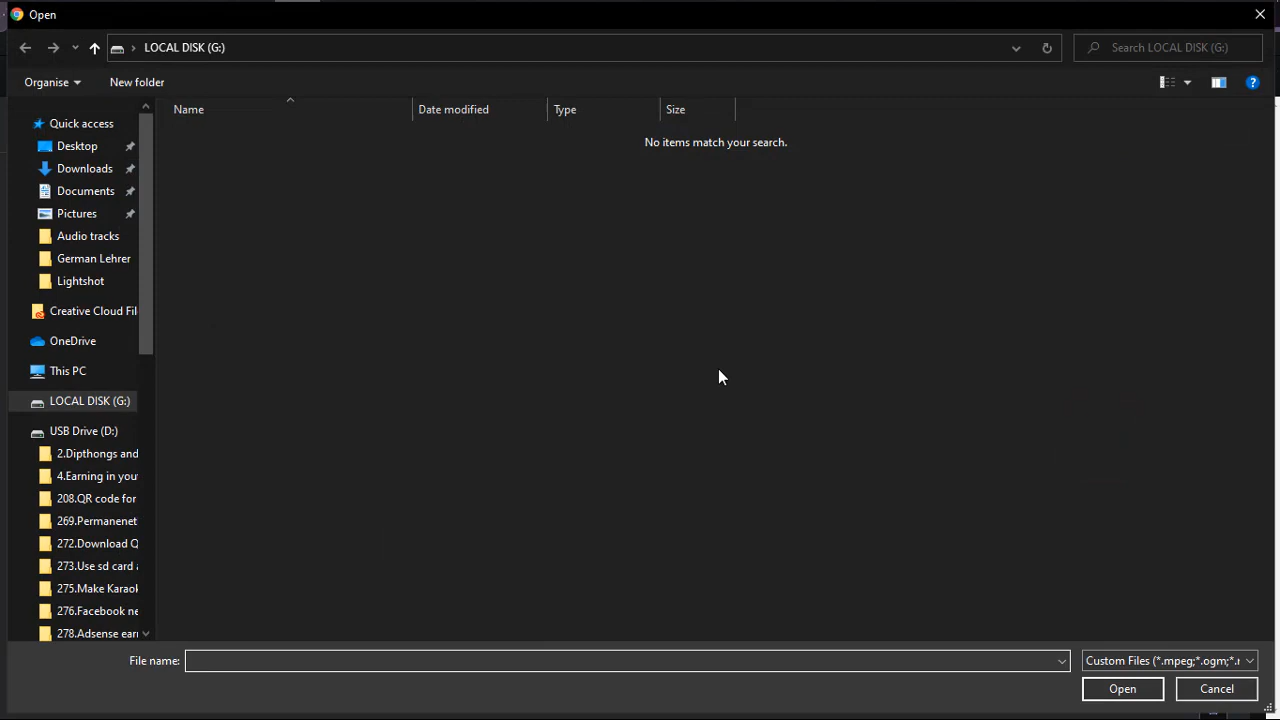 Open
LOCAL DISK (G:)
Search LOCAL DISK (G:)
Organise
New folder
Name
Date modified
Type
Size
No items match your search.
Quick access
Desktop
Downloads
Documents
Pictures
Audio tracks
German Lehrer
Lightshot
Creative Cloud Fil
OneDrive
This PC
LOCAL DISK (G:)
USB Drive (D:)
2.Dipthongs and
4.Earning in you
208.QR code for
269.Permanenet
272.Download Q
273.Use sd card a
275.Make Karaok
276.Facebook ne
278.Adsense earn
File name:
Custom Files (*.mpeg;*.ogm;*.r
Open
Cancel